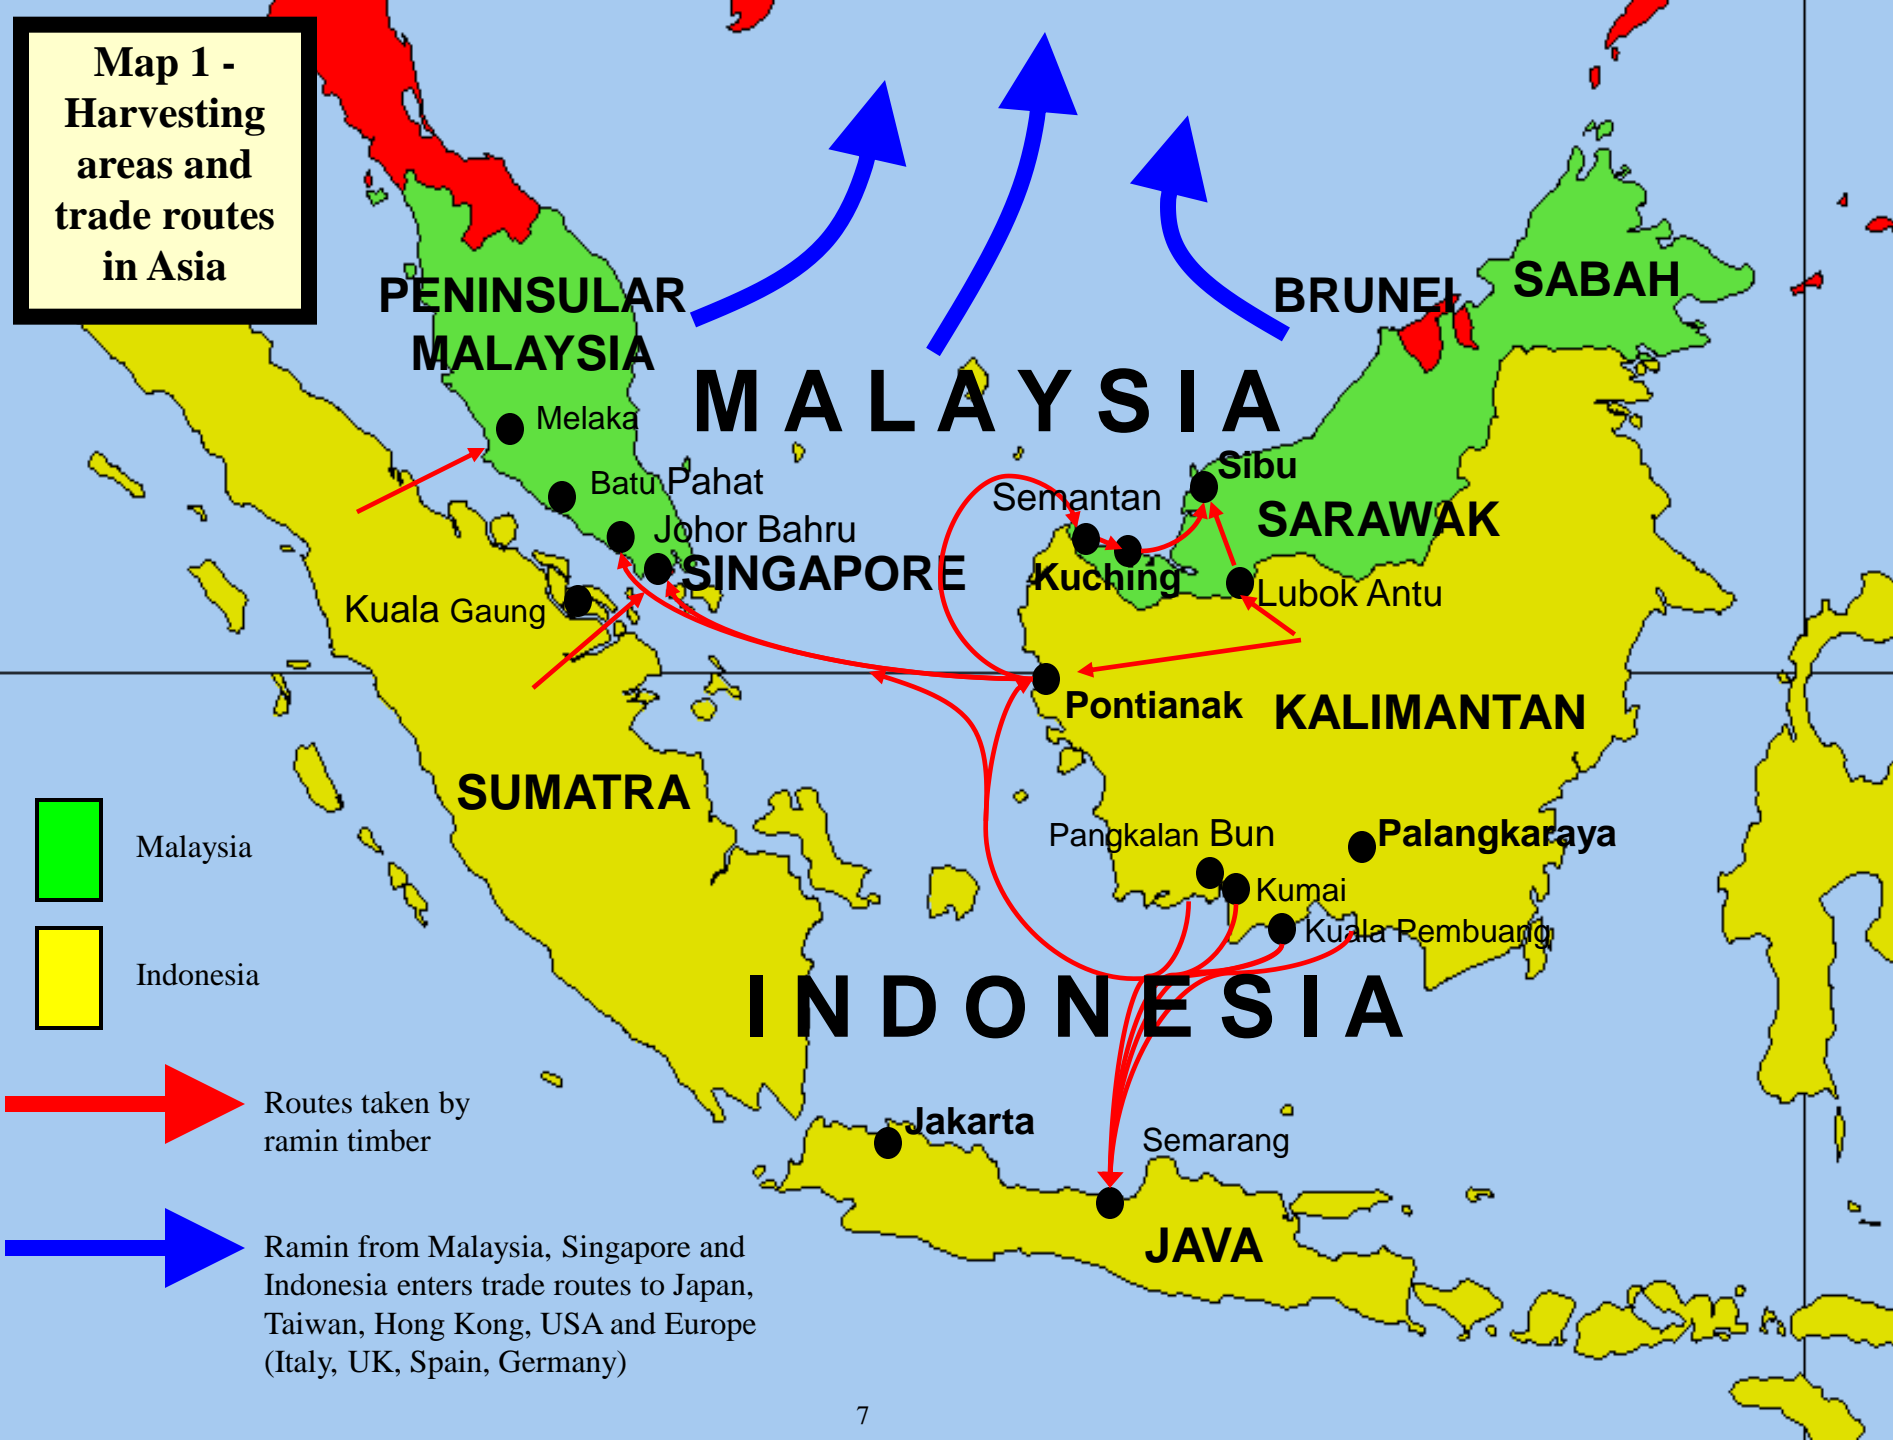 Map 1 -
Harvesting
areas and
trade routes
in Asia
PENINSULAR
MALAYSIA
BRUNEI
SABAH
M A L A Y S I A
Melaka
Sibu
Batu Pahat
Semantan
SARAWAK
Johor Bahru
SINGAPORE
Kuching
Kuala Gaung
Lubok Antu
Pontianak
KALIMANTAN
SUMATRA
Pangkalan Bun
Palangkaraya
Kumai
Kuala Pembuang
I N D O N E S I A
Jakarta
Semarang
JAVA
Malaysia
Indonesia
Routes taken by
ramin timber
Ramin from Malaysia, Singapore and
Indonesia enters trade routes to Japan,
Taiwan, Hong Kong, USA and Europe
(Italy, UK, Spain, Germany)
7